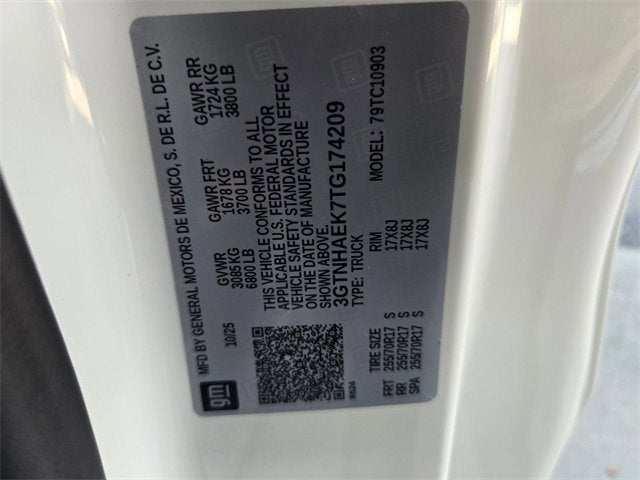 MFD BY GENERAL MOTORS DE MEXICO, S. DE R.L. DE C.V.
10/25 GVWR GAWR FRT GAWR RR
3085 KG 1678 KG 1724 KG
6800 LB 3700 LB 3800 LB
THIS VEHICLE CONFORMS TO ALL
APPLICABLE U.S. FEDERAL MOTOR
VEHICLE SAFETY STANDARDS IN EFFECT
ON THE DATE OF MANUFACTURE
SHOWN ABOVE.
3GTNHAEK7TG174209
TYPE: TRUCK MODEL: 79TC10903
TIRE SIZE RIM
FRT 255/70R17 S 17X8J
RR 255/70R17 S 17X8J
SPA 255/70R17 S 17X8J
gm